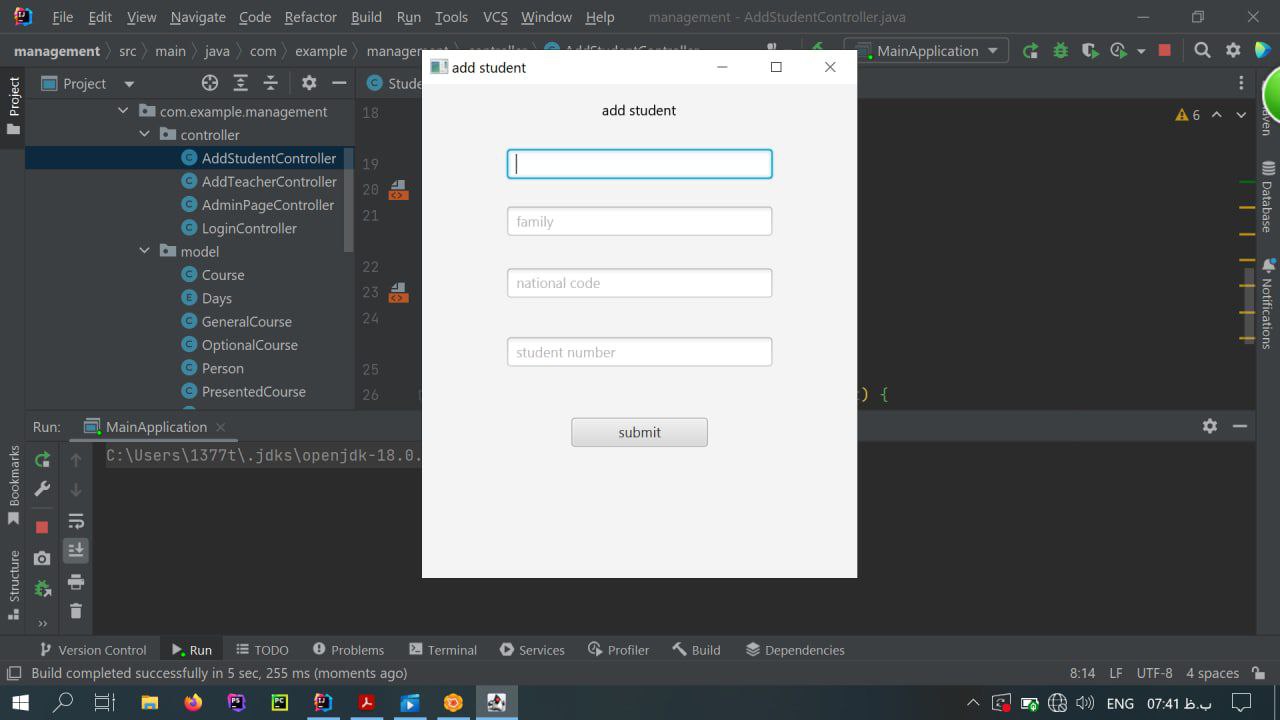 File Edit View Navigate Code Refactor Build Run Tools VCS Window Help management - AddStudentController.java
management src main java com example management controller AddStudentController MainApplication
add student
Project
Project
Stude
com.example.management
controller
AddStudentController
AddTeacherController
AdminPageController
LoginController
model
Course
Days
GeneralCourse
OptionalCourse
Person
PresentedCourse
18
19
20
21
22
23
24
25
26
) {
6
add student
family
national code
student number
submit
Database
Notifications
Run: MainApplication
C:\Users\1377t\.jdks\openjdk-18.0.
Bookmarks
Structure
Version Control Run TODO Problems Terminal Services Profiler Build Dependencies
Build completed successfully in 5 sec, 255 ms (moments ago) 8:14 LF UTF-8 4 spaces
ENG 07:41 ب.ظ